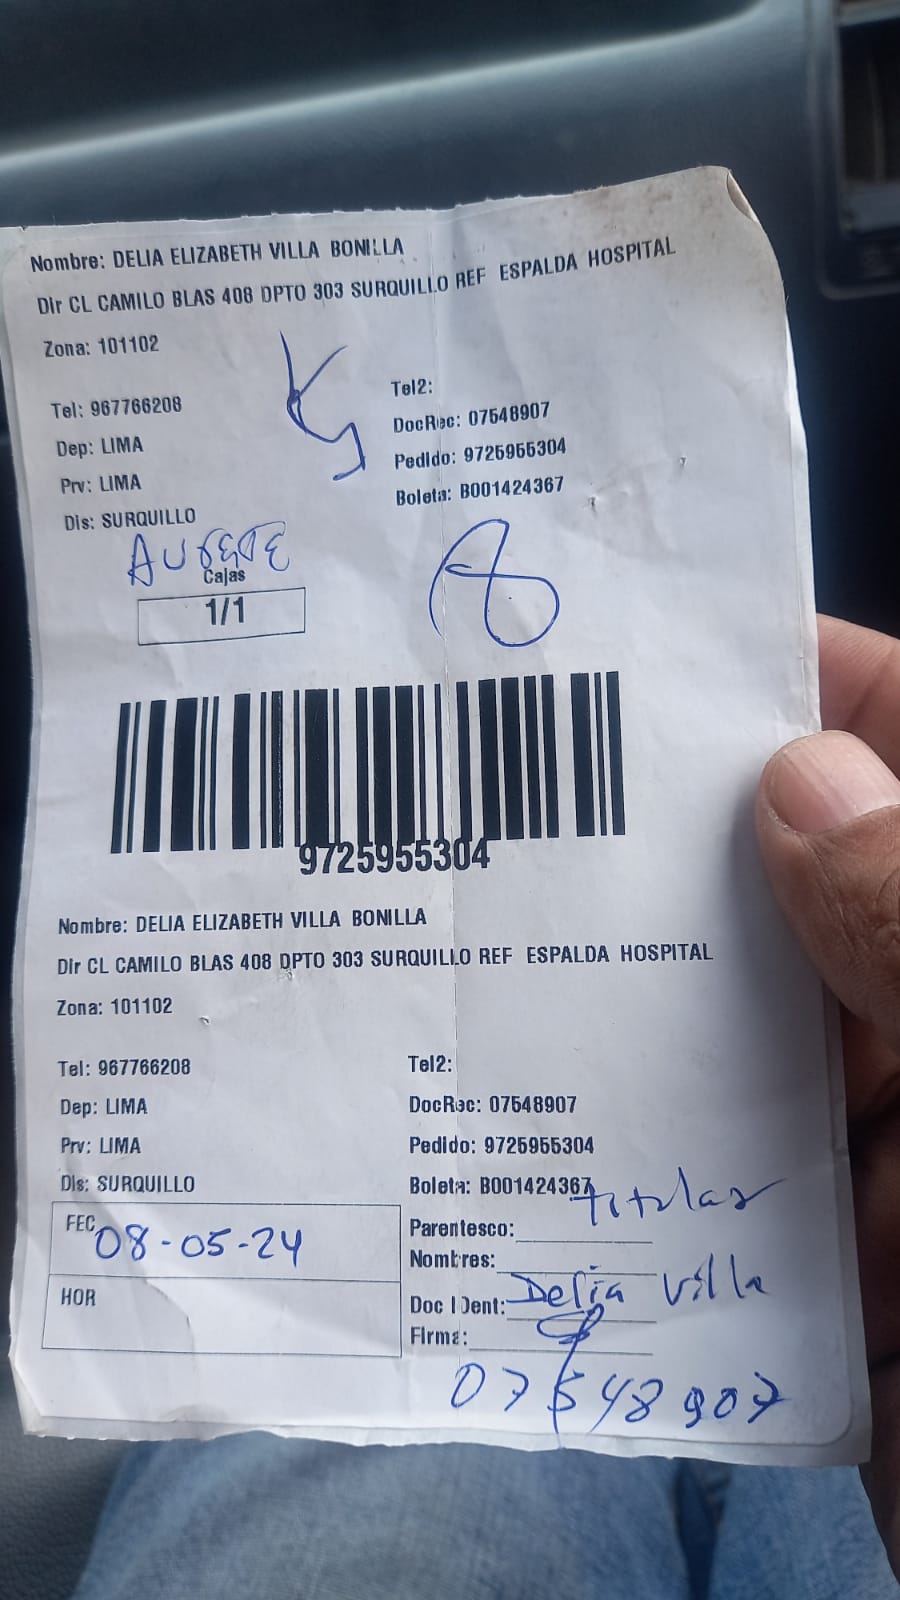 Nombre: DELIA ELIZABETH VILLA BONILLA
Dir CL CAMILO BLAS 408 DPTO 303 SURQUILLO REF ESPALDA HOSPITAL
Zona: 101102
Tel: 967766208
Tel2:
Dep: LIMA
DocRec: 07548907
Prv: LIMA
Pedido: 9725955304
Dis: SURQUILLO
Boleta: B001424367
AUSENTE
Cajas
1/1
9725955304
Nombre: DELIA ELIZABETH VILLA BONILLA
Dir CL CAMILO BLAS 408 DPTO 303 SURQUILLO REF ESPALDA HOSPITAL
Zona: 101102
Tel: 967766208
Tel2:
Dep: LIMA
DocRec: 07548907
Prv: LIMA
Pedido: 9725955304
Dis: SURQUILLO
Boleta: B001424367
FEC 08-05-24
Parentesco: titular
Nombres: Delia Villa
HOR
Doc Ident:
Firma:
07548907